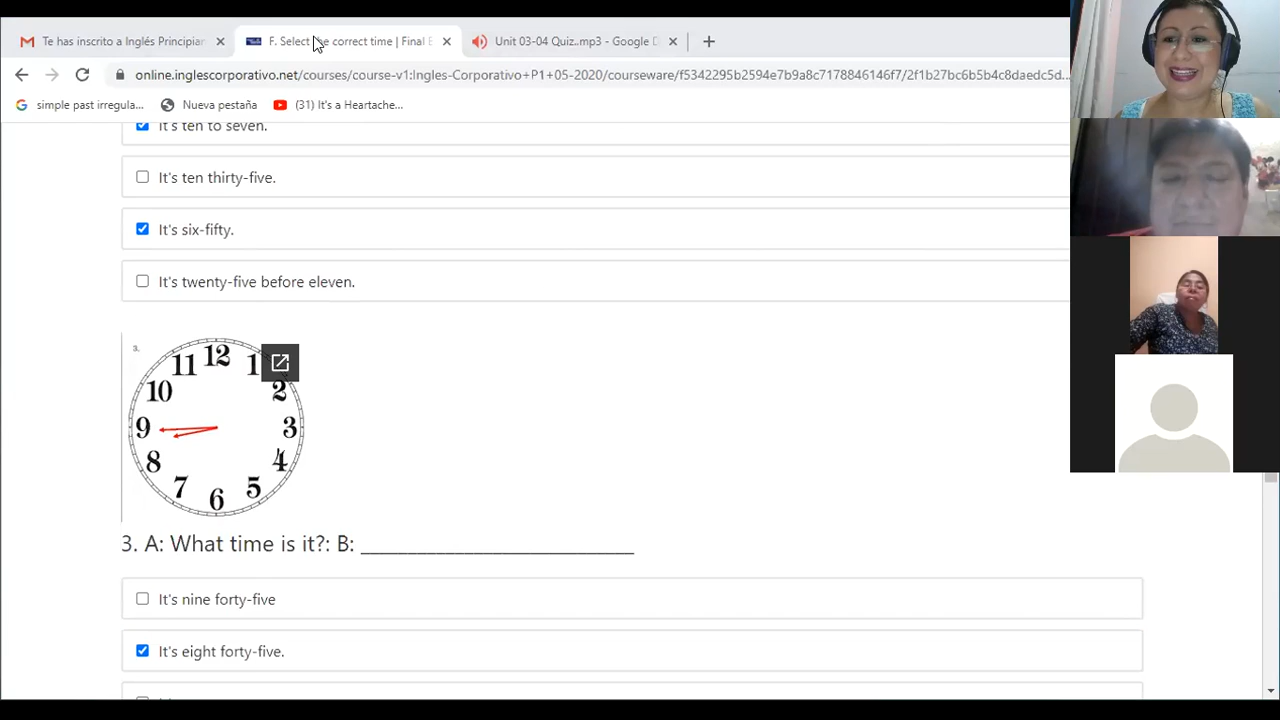 Te has inscrito a Inglés Principian
F. Select the correct time | Final E
Unit 03-04 Quiz..mp3 - Google D
online.inglescorporativo.net/courses/course-v1:Ingles-Corporativo+P1+05-2020/courseware/f5342295b2594e7b9a8c7178846146f7/
simple past irregula...
Nueva pestaña
(31) It's a Heartache...
It's ten to seven.
It's ten thirty-five.
It's six-fifty.
It's twenty-five before eleven.
3.
12
11 1
10 2
9 3
8 4
7 5
6
3. A: What time is it?: B: ___________________________
It's nine forty-five
It's eight forty-five.